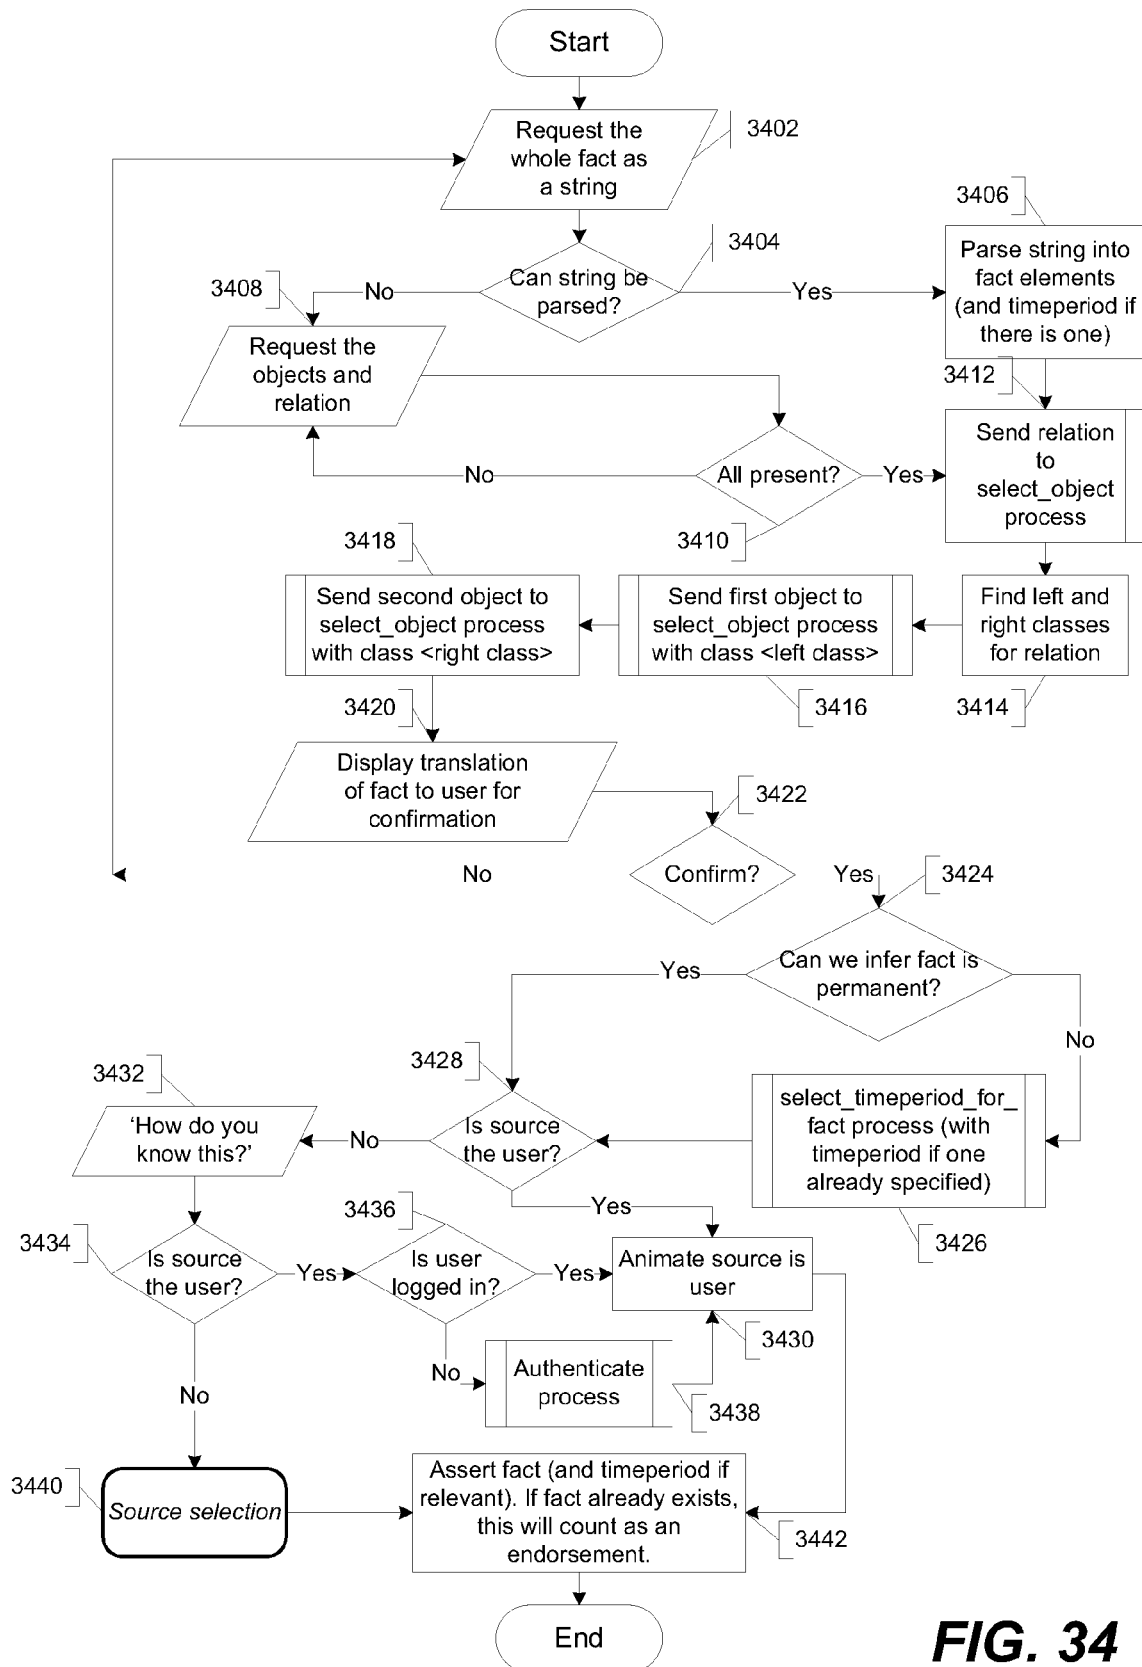 Start
Request the
whole fact as
a string
3402
3406
3404
Can string be
parsed?
No
Yes
3408
Parse string into
fact elements
(and timeperiod if
there is one)
Request the
objects and
relation
3412
All present?
No
Yes
Send relation
to
select_object
process
3410
3418
Send second object to
select_object process
with class <right class>
Send first object to
select_object process
with class <left class>
Find left and
right classes
for relation
3420
3416
3414
Display translation
of fact to user for
confirmation
3422
No
Confirm?
Yes
3424
Yes
Can we infer fact is
permanent?
No
3428
3432
'How do you
know this?'
No
Is source
the user?
select_timeperiod_for_
fact process (with
timeperiod if one
already specified)
3436
Yes
3434
3426
Is source
the user?
Yes
Is user
logged in?
Yes
Animate source is
user
3430
No
Authenticate
process
No
3438
3440
Source selection
Assert fact (and timeperiod if
relevant). If fact already exists,
this will count as an
endorsement.
3442
End
FIG. 34